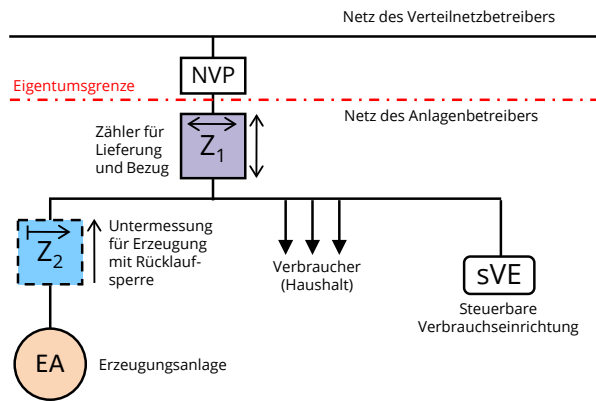 Netz des Verteilnetzbetreibers
NVP
Eigentumsgrenze
Netz des Anlagenbetreibers
Zähler für
Lieferung
und Bezug
Z₁
Untermessung
für Erzeugung
mit Rücklauf-
sperre
Z₂
Verbraucher
(Haushalt)
sVE
Steuerbare
Verbrauchseinrichtung
EA
Erzeugungsanlage